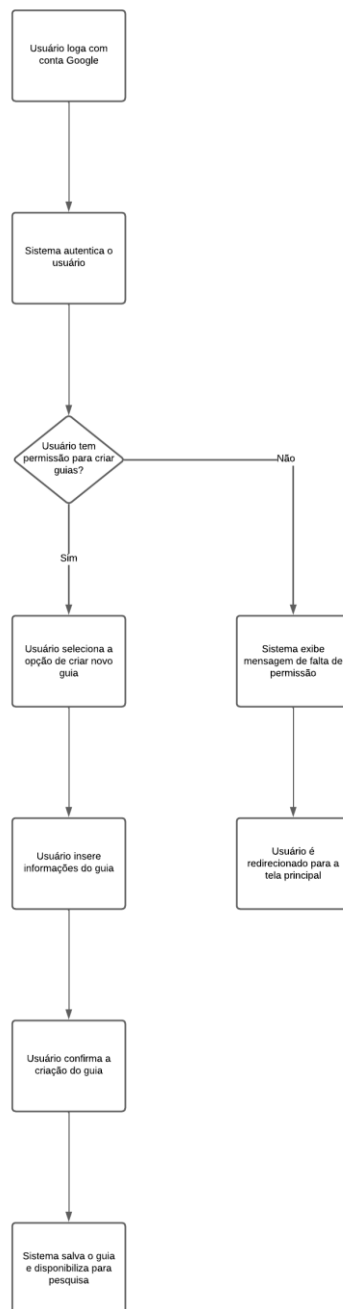 Usuário loga com
conta Google
Sistema autentica o
usuário
Usuário tem
permissão para criar
guias?
Não
Sim
Usuário seleciona a
opção de criar novo
guia
Sistema exibe
mensagem de falta de
permissão
Usuário insere
informações do guia
Usuário é
redirecionado para a
tela principal
Usuário confirma a
criação do guia
Sistema salva o guia
e disponibiliza para
pesquisa